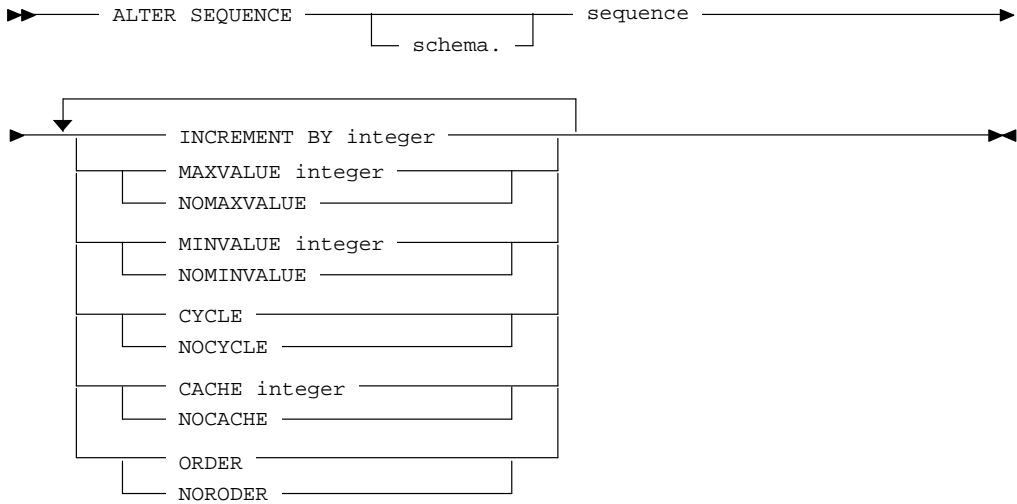 ALTER SEQUENCE sequence
schema.
INCREMENT BY integer
MAXVALUE integer
NOMAXVALUE
MINVALUE integer
NOMINVALUE
CYCLE
NOCYCLE
CACHE integer
NOCACHE
ORDER
NORODER